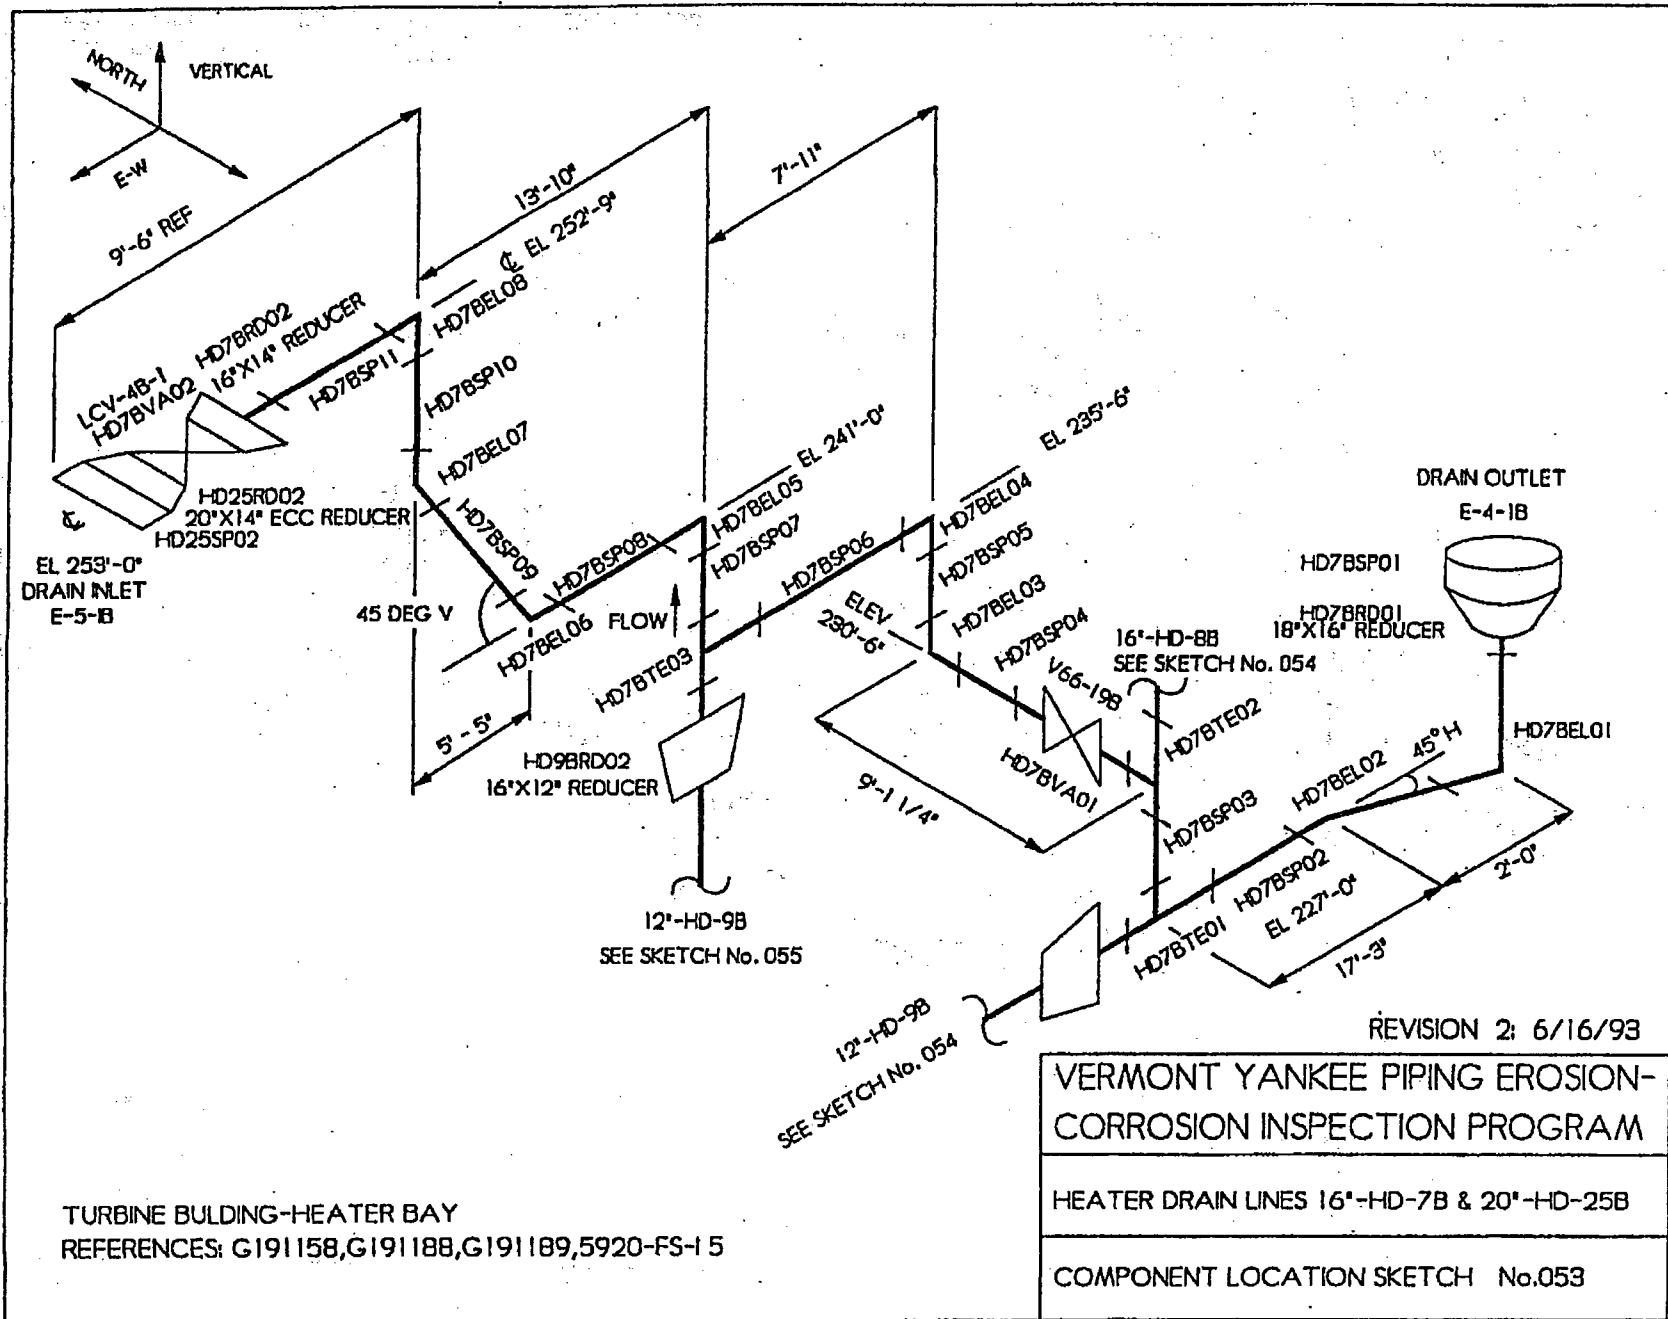 NORTH
VERTICAL
E-W
9'-6" REF
13'-10"
℄ EL 252'-9"
7'-11"
HD7BEL08
HD7BRD02
16"X14" REDUCER
LCV-4B-1
HD7BVA02
HD7BSP11
HD7BSP10
HD7BEL07
HD25RD02
20"X14" ECC REDUCER
HD25SP02
℄
EL 253'-0"
DRAIN INLET
E-5-1B
HD7BSP09
45 DEG V
HD7BEL06
5'-5"
HD7BSP08
FLOW
EL 241'-0"
HD7BEL05
HD7BSP07
HD7BTE03
HD9BRD02
16"X12" REDUCER
12"-HD-9B
SEE SKETCH No. 055
HD7BSP06
EL 235'-6"
HD7BEL04
HD7BSP05
HD7BEL03
ELEV
230'-6"
HD7BSP04
V66-19B
HD7BVA01
9'-1 1/4"
16"-HD-8B
SEE SKETCH No. 054
HD7BTE02
HD7BSP03
DRAIN OUTLET
E-4-1B
HD7BSP01
HD7BRD01
18"X16" REDUCER
HD7BEL01
45° H
HD7BEL02
2'-0"
HD7BSP02
EL 227'-0"
HD7BTE01
17'-3"
12"-HD-9B
SEE SKETCH No. 054
REVISION 2: 6/16/93
VERMONT YANKEE PIPING EROSION-
CORROSION INSPECTION PROGRAM
HEATER DRAIN LINES 16"-HD-7B & 20"-HD-25B
COMPONENT LOCATION SKETCH No.053
TURBINE BULDING-HEATER BAY
REFERENCES: G191158,G191188,G191189,5920-FS-15